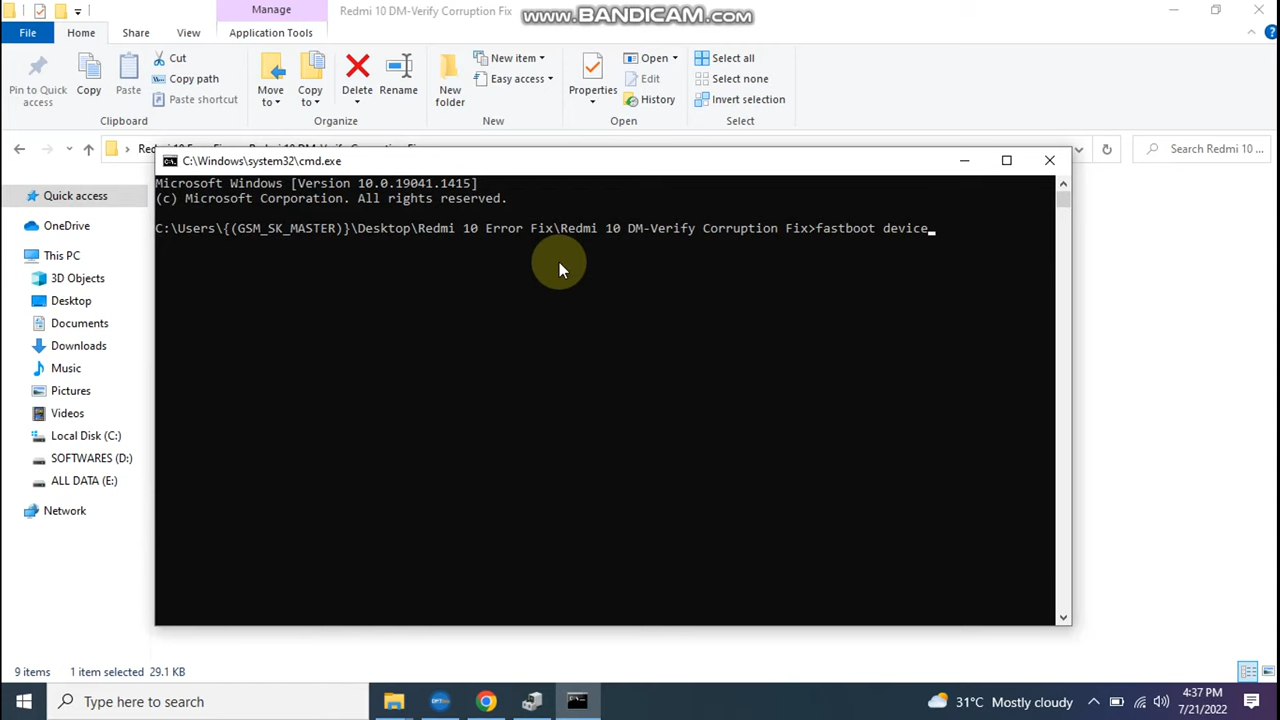 Manage
Redmi 10 DM-Verify Corruption Fix
www.BANDICAM.com
File
Home
Share
View
Application Tools
Pin to Quick
access
Copy
Paste
Cut
Copy path
Paste shortcut
Clipboard
Move
to
Copy
to
Delete
Rename
Organize
New
folder
New item
Easy access
New
Properties
Open
Edit
History
Open
Select all
Select none
Invert selection
Select
Search Redmi 10 ...
Quick access
OneDrive
This PC
3D Objects
Desktop
Documents
Downloads
Music
Pictures
Videos
Local Disk (C:)
SOFTWARES (D:)
ALL DATA (E:)
Network
C:\Windows\system32\cmd.exe
Microsoft Windows [Version 10.0.19041.1415]
(c) Microsoft Corporation. All rights reserved.
C:\Users\{(GSM_SK_MASTER)}\Desktop\Redmi 10 Error Fix\Redmi 10 DM-Verify Corruption Fix>fastboot device_
9 items
1 item selected 29.1 KB
Type here to search
31°C Mostly cloudy
4:37 PM
7/21/2022